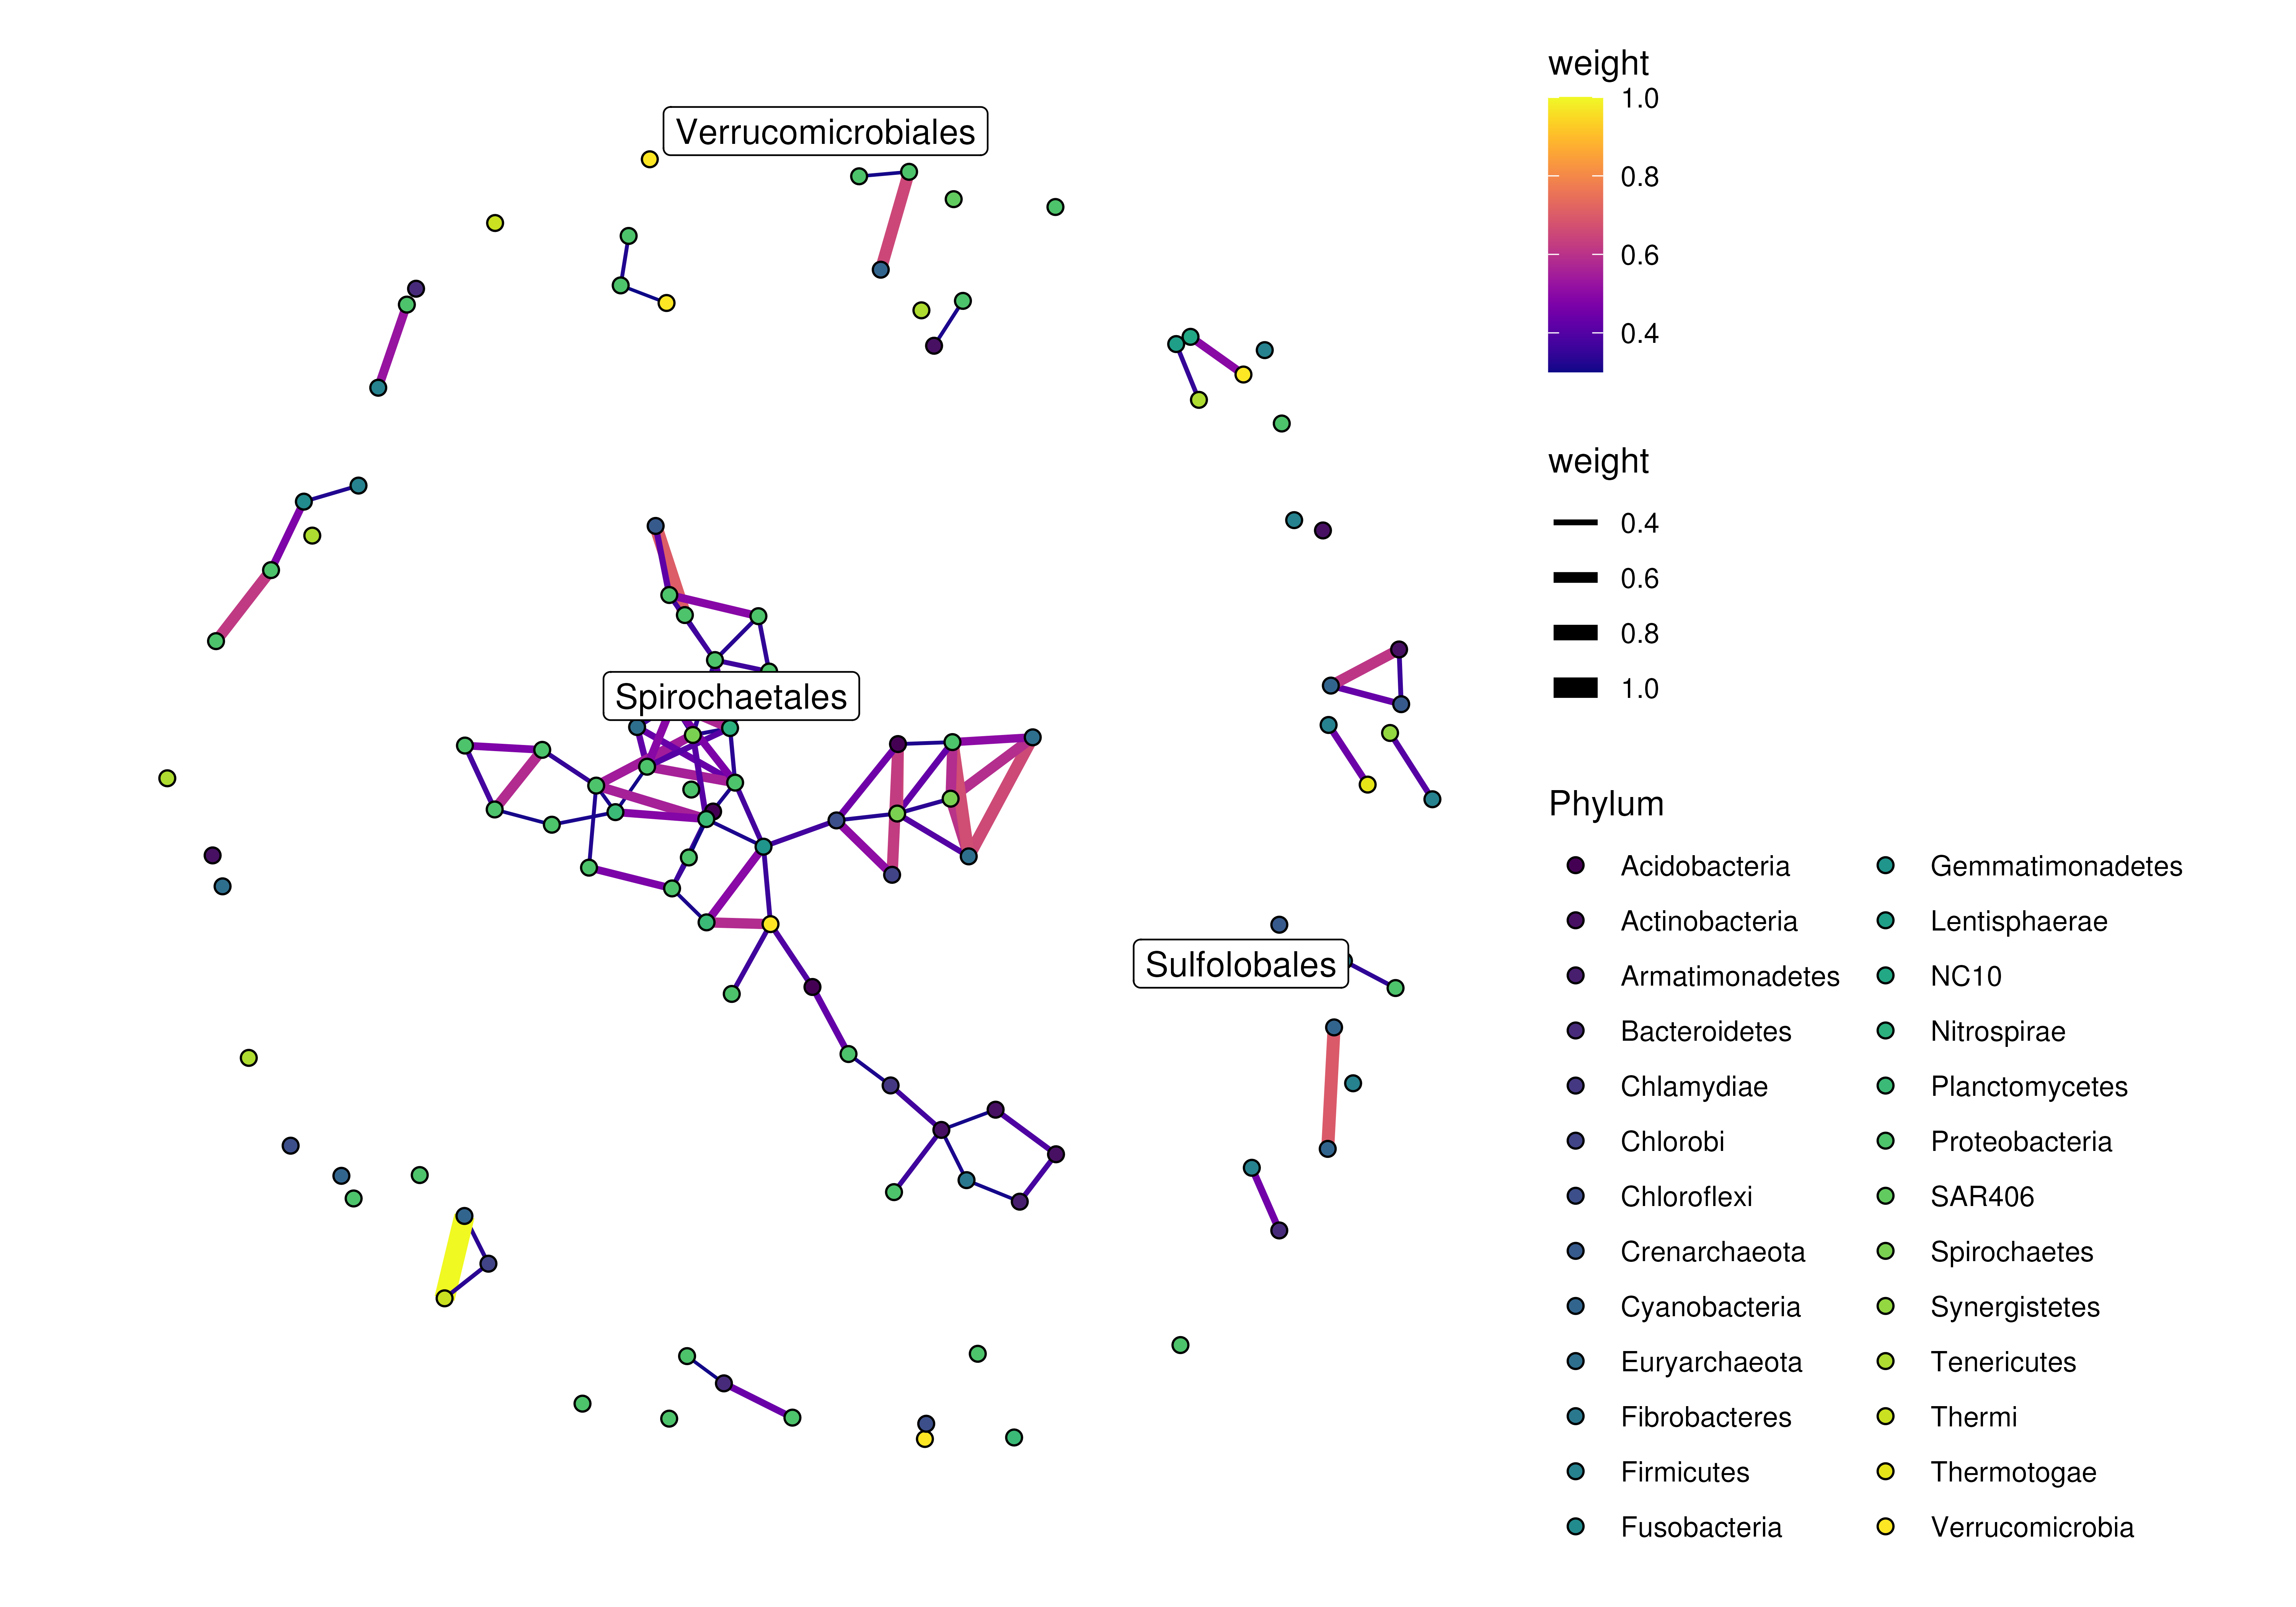 Verrucomicrobiales
Spirochaetales
Sulfolobales
weight
1.0
0.8
0.6
0.4
weight
0.4
0.6
0.8
1.0
Phylum
Acidobacteria
Actinobacteria
Armatimonadetes
Bacteroidetes
Chlamydiae
Chlorobi
Chloroflexi
Crenarchaeota
Cyanobacteria
Euryarchaeota
Fibrobacteres
Firmicutes
Fusobacteria
Gemmatimonadetes
Lentisphaerae
NC10
Nitrospirae
Planctomycetes
Proteobacteria
SAR406
Spirochaetes
Synergistetes
Tenericutes
Thermi
Thermotogae
Verrucomicrobia